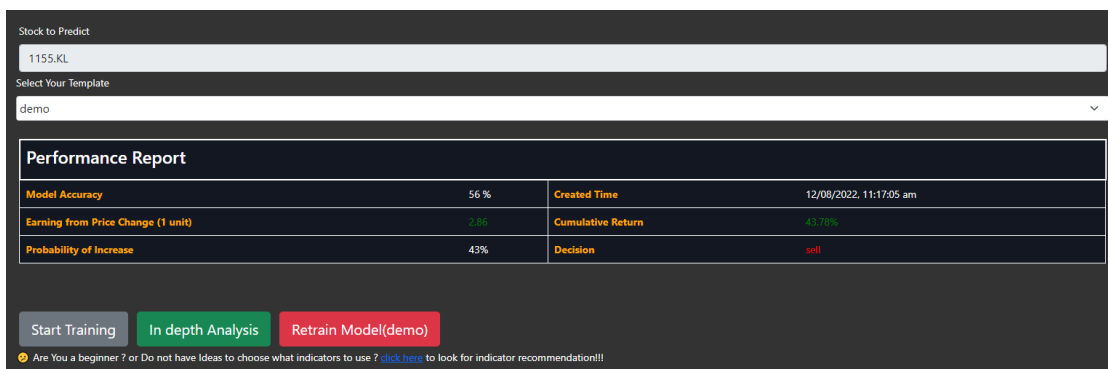 Stock to Predict
1155.KL
Select Your Template
demo
Performance Report
Model Accuracy 56 % Created Time 12/08/2022, 11:17:05 am
Earning from Price Change (1 unit) 2.86 Cumulative Return 43.78%
Probability of Increase 43% Decision sell
Start Training In depth Analysis Retrain Model(demo)
😕 Are You a beginner ? or Do not have Ideas to choose what indicators to use ? click here to look for indicator recommendation!!!